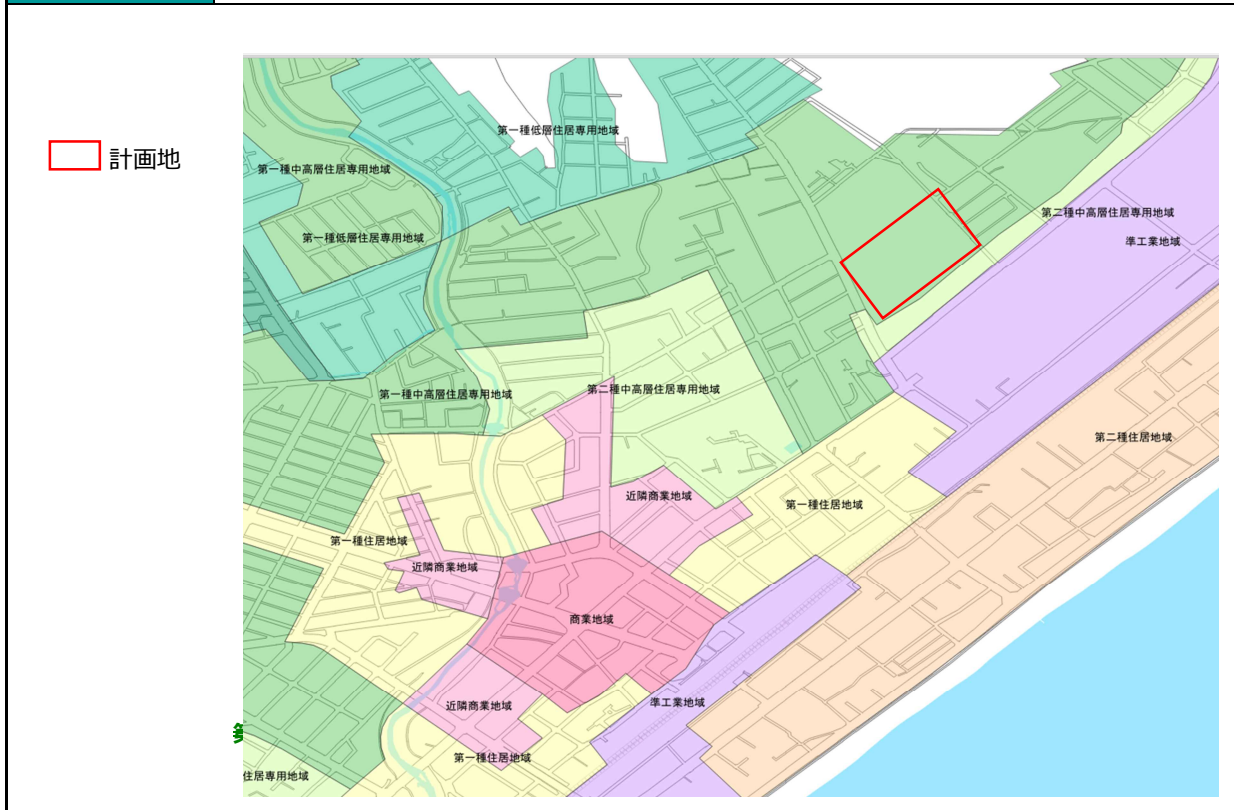 第一種低層住居専用地域
計画地
第一種中高層住居専用地域
第二種中高層住居専用地域
第一種低層住居専用地域
準工業地域
第一種中高層住居専用地域
第二種中高層住居専用地域
第二種住居地域
近隣商業地域
第一種住居地域
第一種住居地域
近隣商業地域
商業地域
近隣商業地域
準工業地域
第一種住居地域
住居専用地域